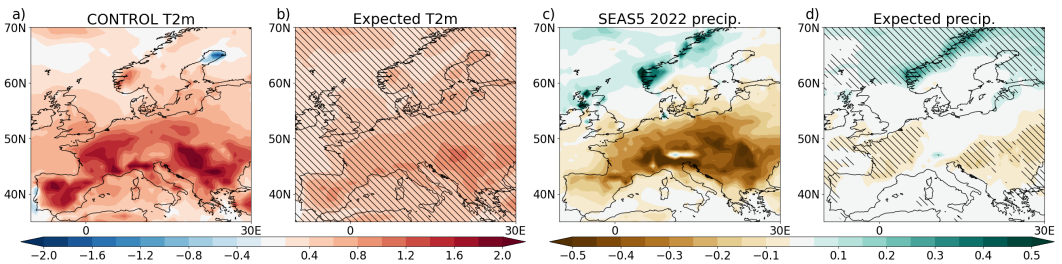 a) CONTROL T2m b) Expected T2m c) SEAS5 2022 precip. d) Expected precip.
70N 70N 70N 70N
60N 60N 60N 60N
50N 50N 50N 50N
40N 40N 40N 40N
0 30E 0 30E 0 30E 0 30E
−2.0 −1.6 −1.2 −0.8 −0.4 0.4 0.8 1.2 1.6 2.0 −0.5 −0.4 −0.3 −0.2 −0.1 0.1 0.2 0.3 0.4 0.5